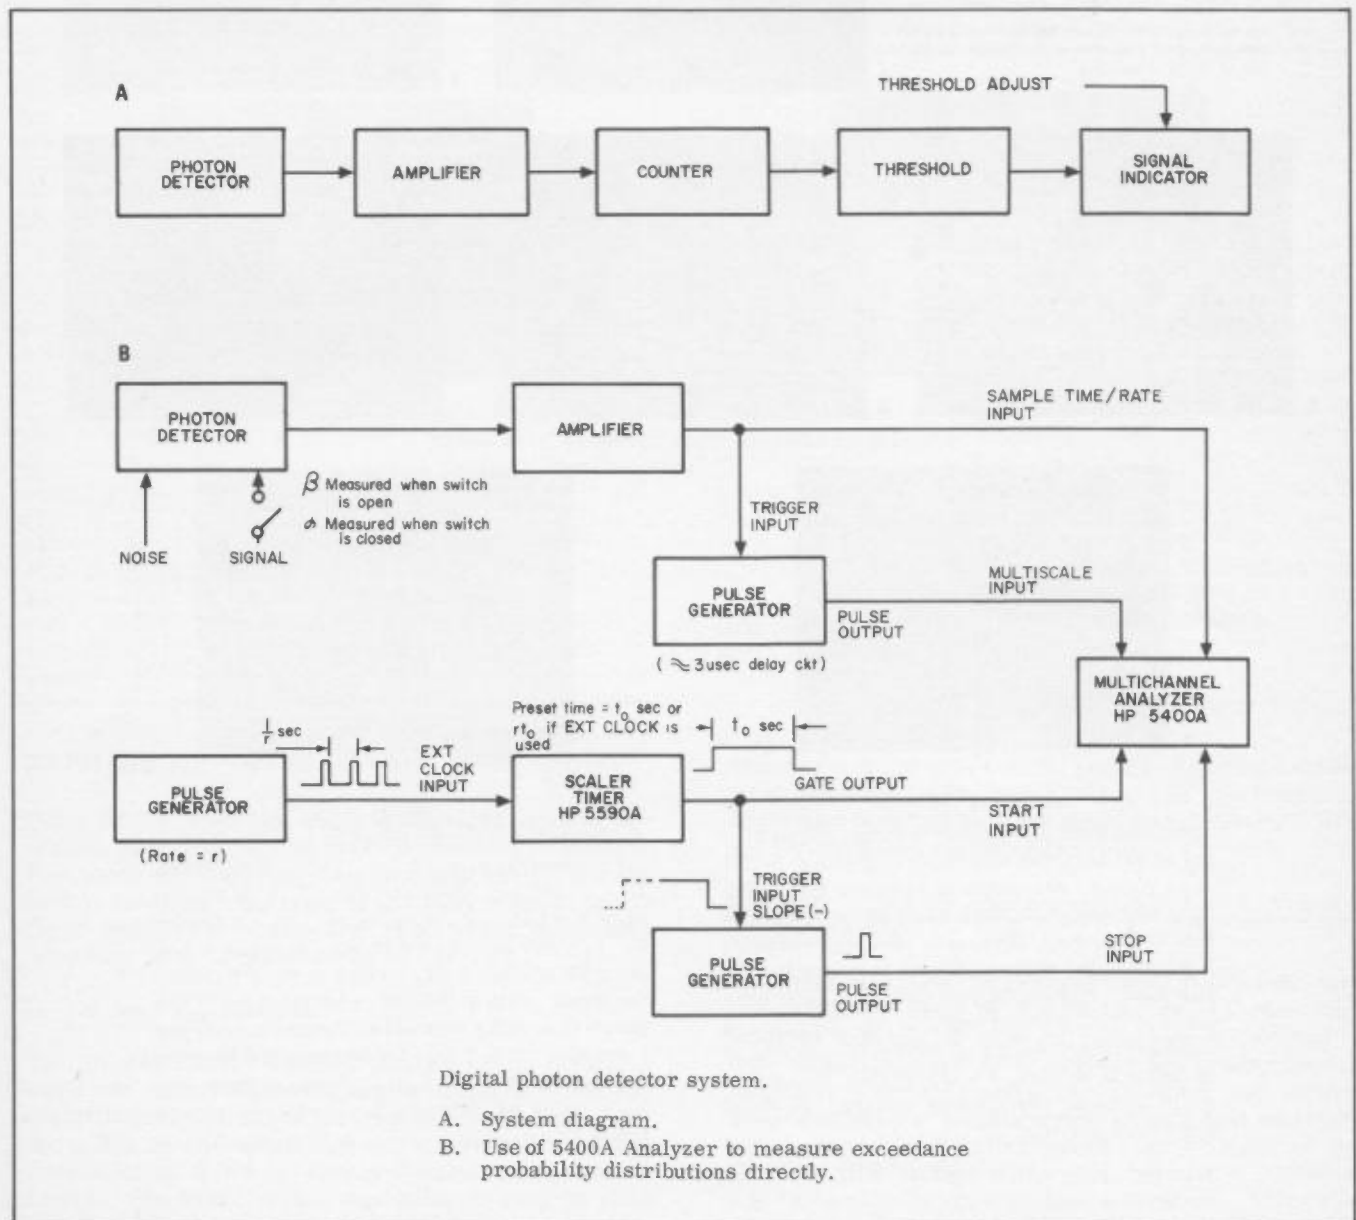 A
THRESHOLD ADJUST
PHOTON
DETECTOR
AMPLIFIER
COUNTER
THRESHOLD
SIGNAL
INDICATOR
B
PHOTON
DETECTOR
AMPLIFIER
SAMPLE TIME/RATE
INPUT
β Measured when switch
is open
α Measured when switch
is closed
NOISE
SIGNAL
TRIGGER
INPUT
PULSE
GENERATOR
PULSE
OUTPUT
(≈ 3usec delay ckt)
MULTISCALE
INPUT
MULTICHANNEL
ANALYZER
HP 5400A
1/r sec
EXT
CLOCK
INPUT
PULSE
GENERATOR
(Rate = r)
Preset time = t₀ sec or
rt₀ if EXT CLOCK is
used
t₀ sec
SCALER
TIMER
HP 5590A
GATE OUTPUT
START
INPUT
TRIGGER
INPUT
SLOPE (-)
PULSE
GENERATOR
PULSE
OUTPUT
STOP
INPUT
Digital photon detector system.
A. System diagram.
B. Use of 5400A Analyzer to measure exceedance
probability distributions directly.